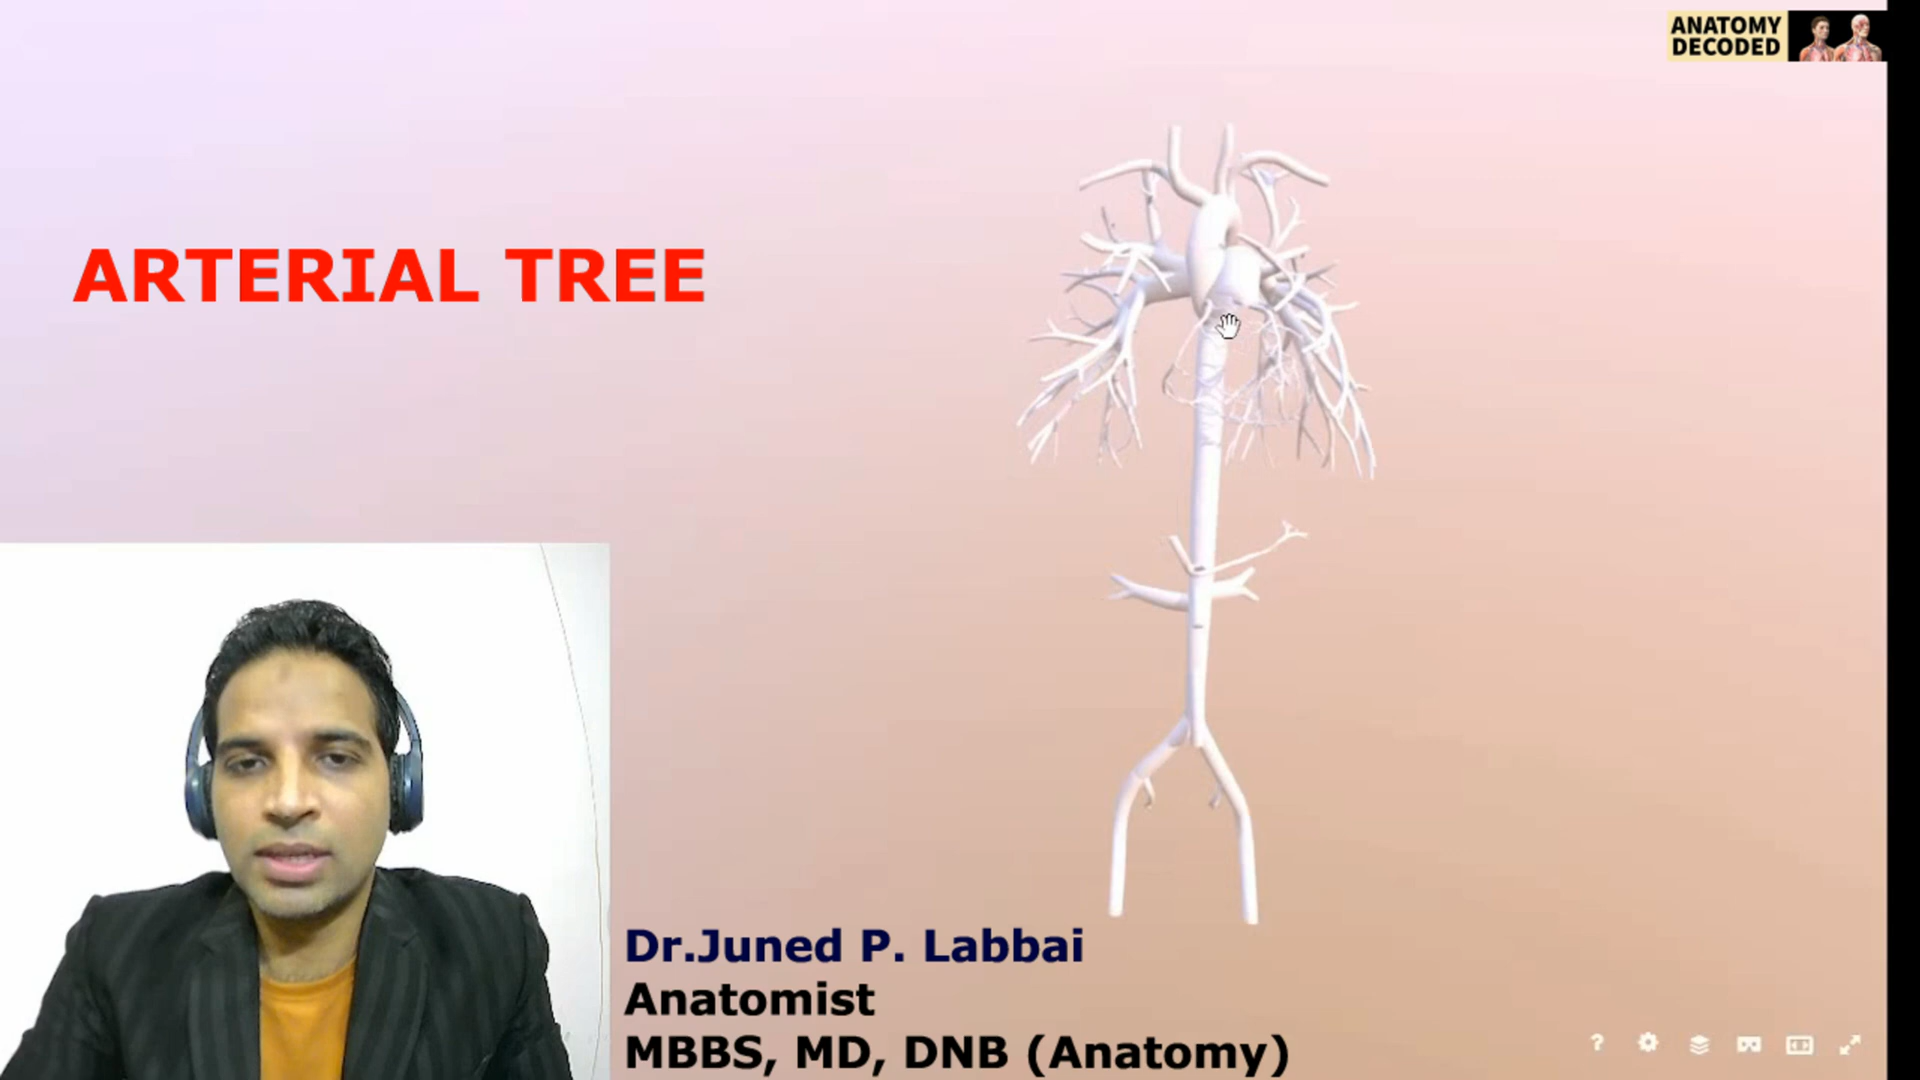 ANATOMY
DECODED
ARTERIAL TREE
Dr.Juned P. Labbai
Anatomist
MBBS, MD, DNB (Anatomy)
?